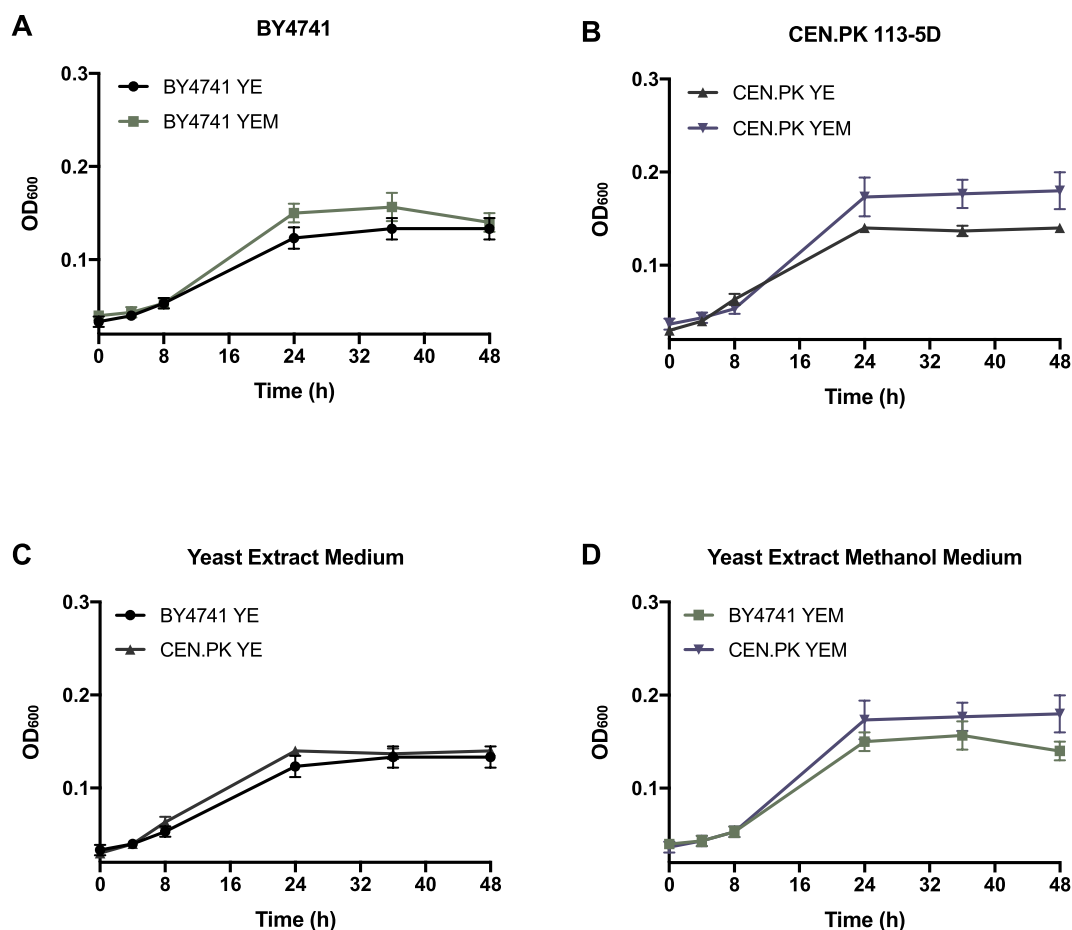 A
BY4741
0.3
0.2
0.1
OD600
BY4741 YE
BY4741 YEM
0 8 16 24 32 40 48
Time (h)
B
CEN.PK 113-5D
0.3
0.2
0.1
OD600
CEN.PK YE
CEN.PK YEM
0 8 16 24 32 40 48
Time (h)
C
Yeast Extract Medium
0.3
0.2
0.1
OD600
BY4741 YE
CEN.PK YE
0 8 16 24 32 40 48
Time (h)
D
Yeast Extract Methanol Medium
0.3
0.2
0.1
OD600
BY4741 YEM
CEN.PK YEM
0 8 16 24 32 40 48
Time (h)